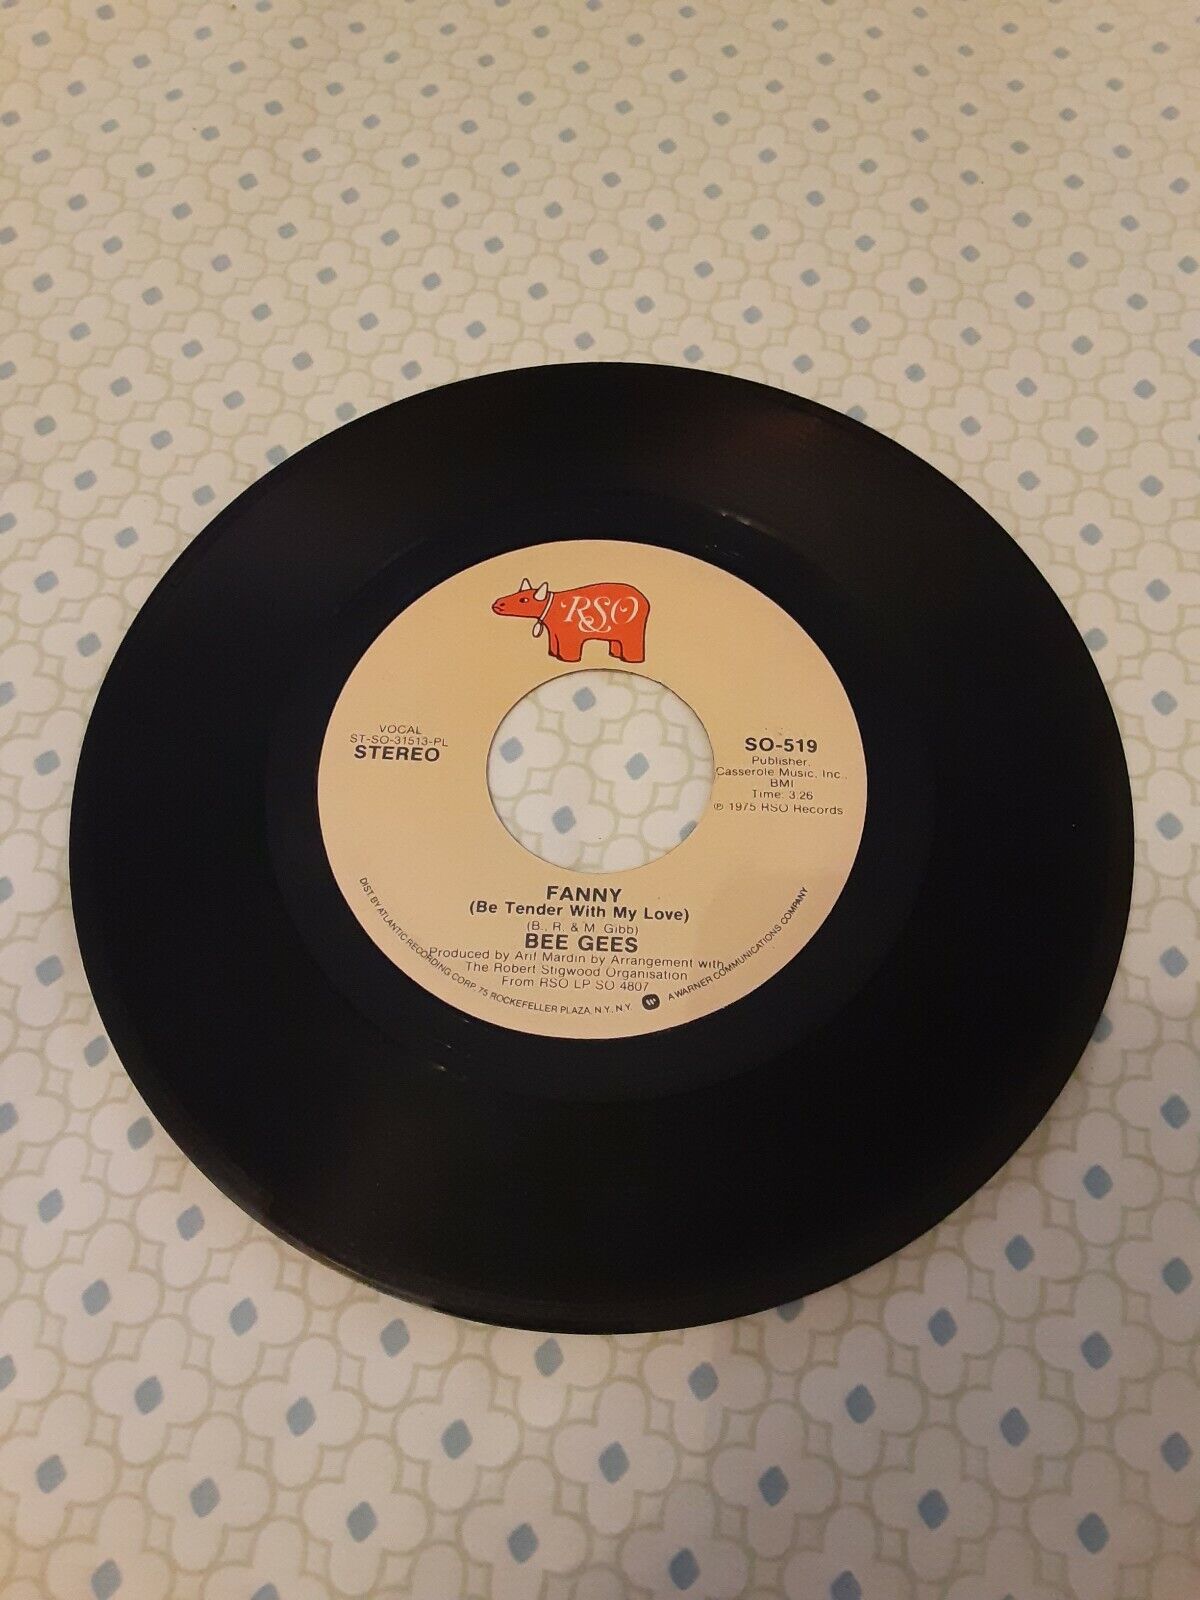 RSO
VOCAL
ST-SO-31513-PL
STEREO
SO-519
Publisher,
Casserole Music, Inc.,
BMI
Time: 3:26
℗ 1975 RSO Records
FANNY
(Be Tender With My Love)
(B., R. & M. Gibb)
BEE GEES
Produced by Arif Mardin by Arrangement with
The Robert Stigwood Organisation
From RSO LP SO 4807
DIST. BY ATLANTIC RECORDING CORP. 75 ROCKEFELLER PLAZA, N.Y., N.Y. W A WARNER COMMUNICATIONS COMPANY